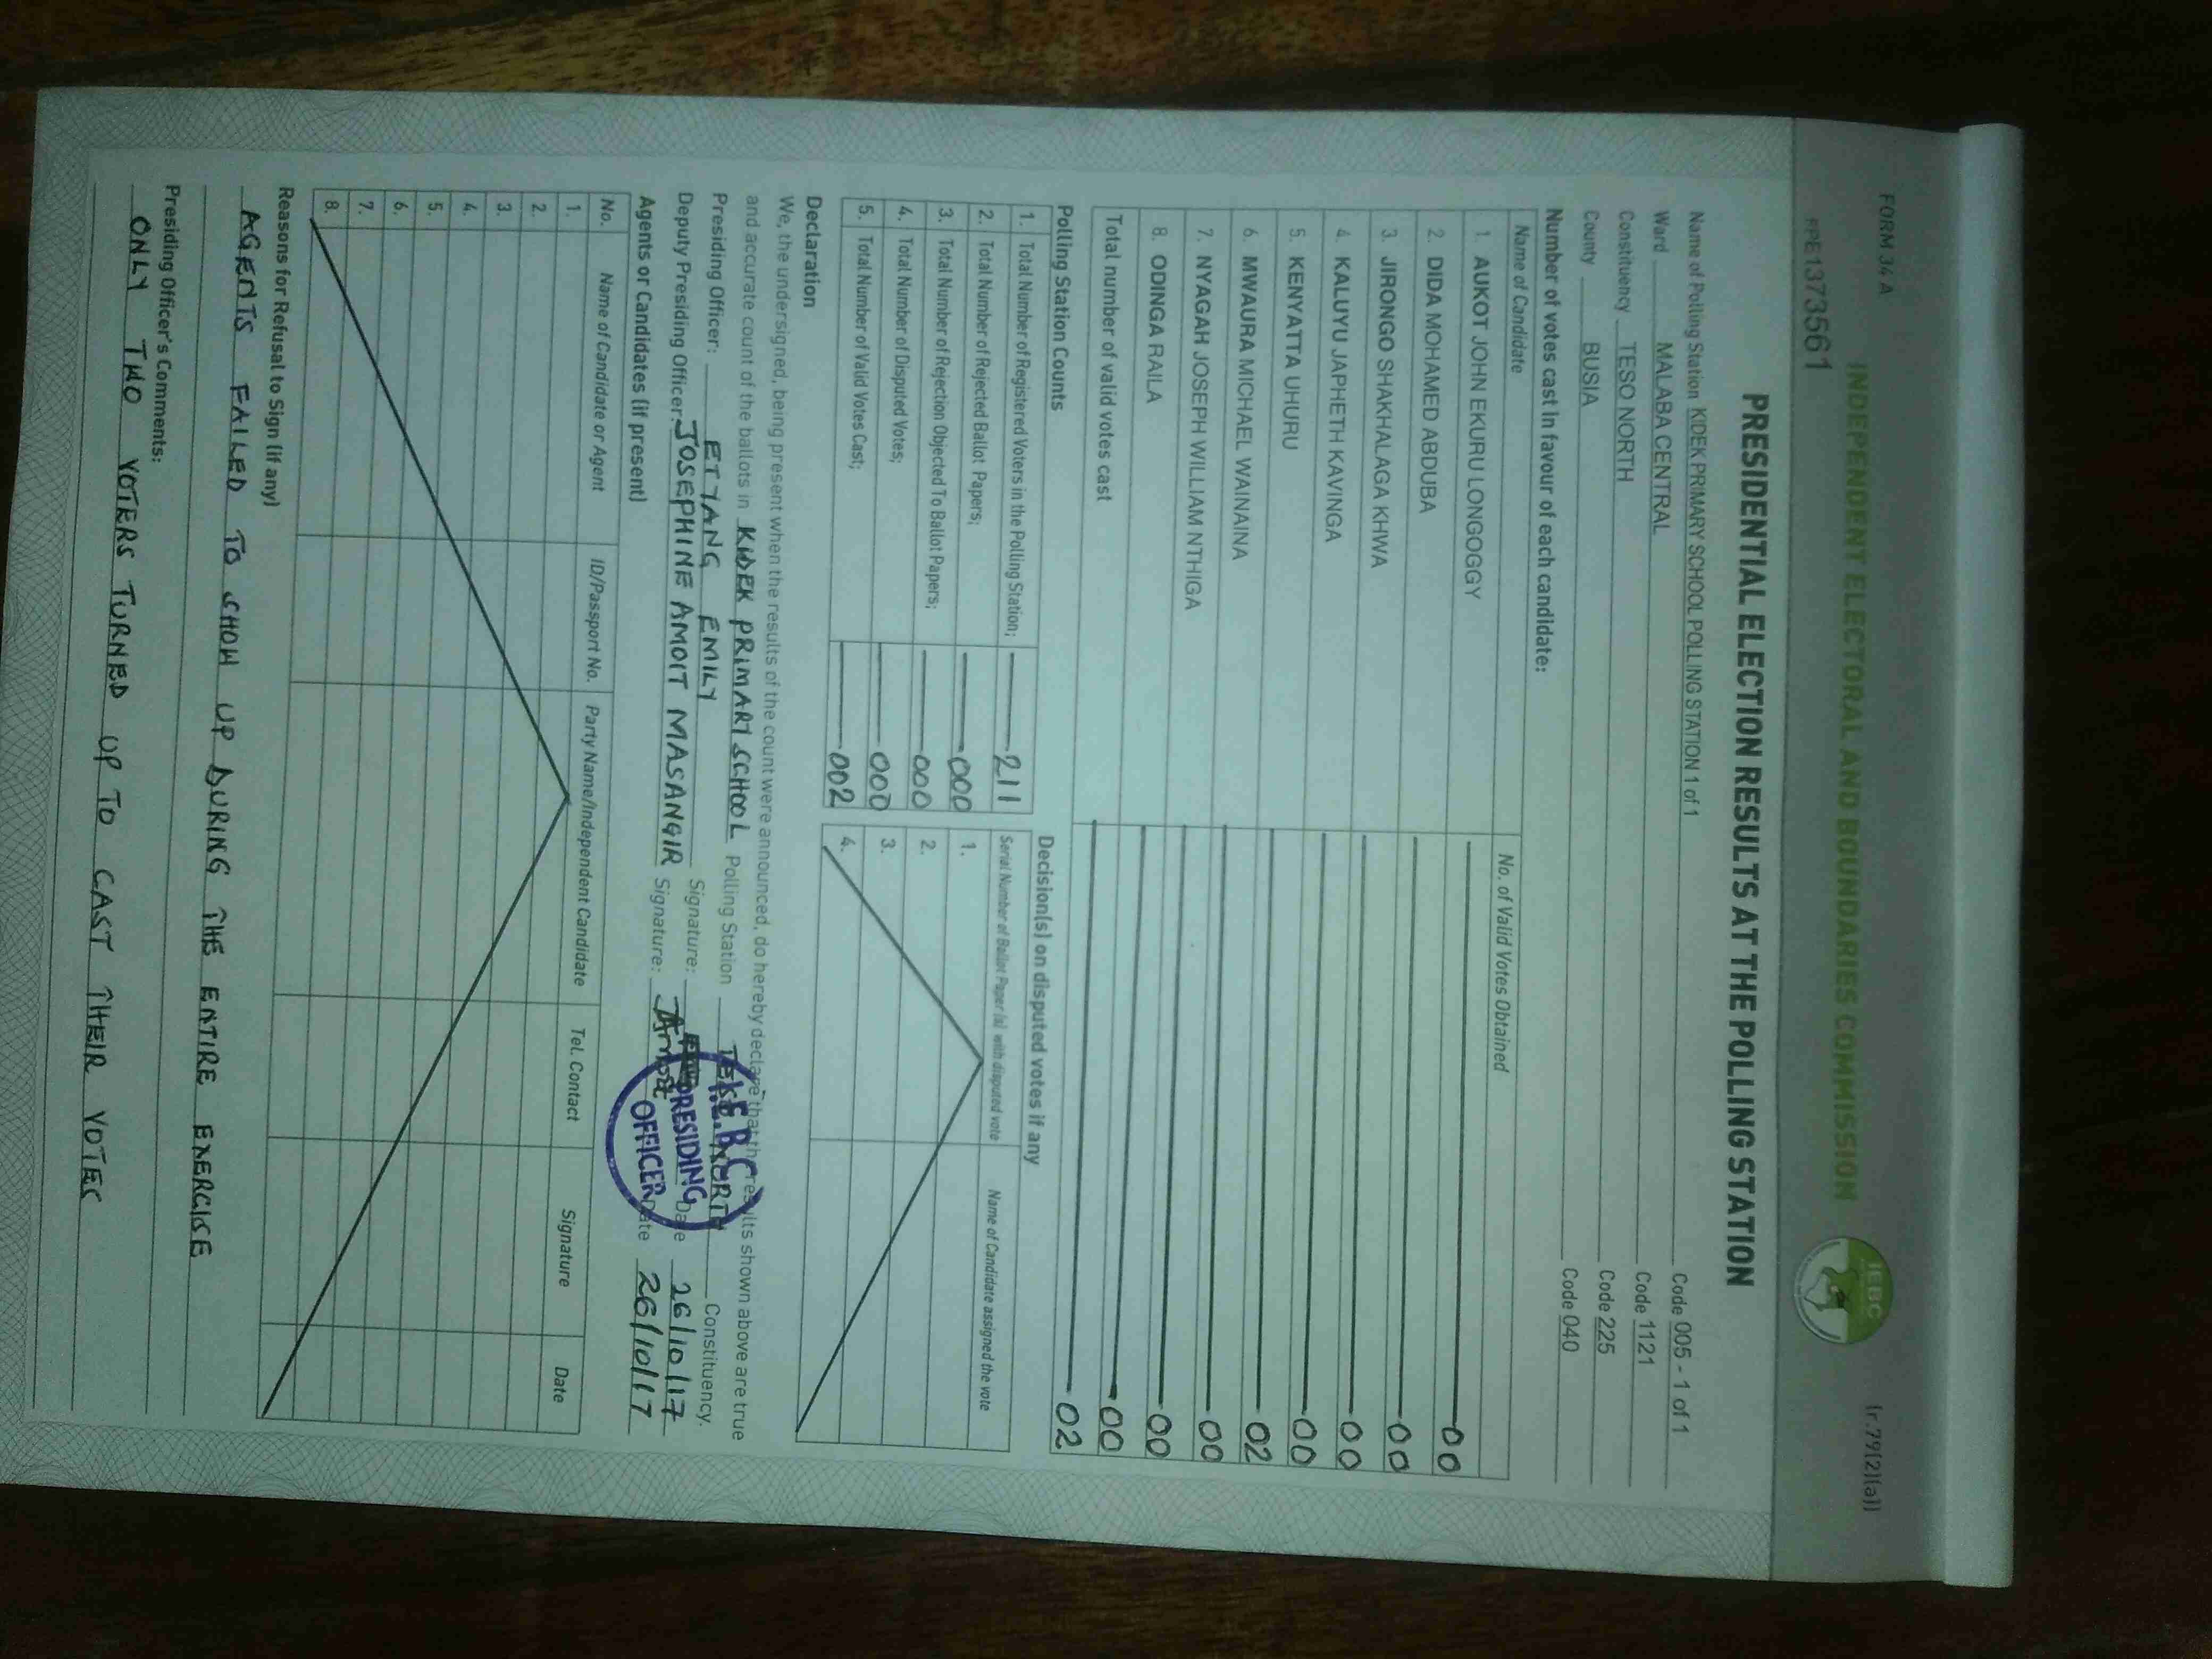 FORM 34 A
(r.79(2)(a))
INDEPENDENT ELECTORAL AND BOUNDARIES COMMISSION
IEBC
PE1373561
PRESIDENTIAL ELECTION RESULTS AT THE POLLING STATION
Name of Polling Station KIDEK PRIMARY SCHOOL POLLING STATION 1 of 1 Code 005 - 1 of 1
Ward MALABA CENTRAL Code 1121
Constituency TESO NORTH Code 225
County BUSIA Code 040
Number of votes cast in favour of each candidate:
Name of Candidate No. of Valid Votes Obtained
1. AUKOT JOHN EKURU LONGOGGY 00
2. DIDA MOHAMED ABDUBA 00
3. JIRONGO SHAKHALAGA KHWA 00
4. KALUYU JAPHETH KAVINGA 00
5. KENYATTA UHURU 02
6. MWAURA MICHAEL WAINAINA 00
7. NYAGAH JOSEPH WILLIAM NTHIGA 00
8. ODINGA RAILA 00
Total number of valid votes cast 02
Polling Station Counts
1. Total Number of Registered Voters in the Polling Station; 211
2. Total Number of Rejected Ballot Papers; 000
3. Total Number of Rejection Objected To Ballot Papers; 000
4. Total Number of Disputed Votes; 000
5. Total Number of Valid Votes Cast; 002
Decision(s) on disputed votes if any
Serial Number of Ballot Paper (s) with disputed vote Name of Candidate assigned the vote
1.
2.
3.
4.
Declaration
We, the undersigned, being present when the results of the count were announced, do hereby declare that the results shown above are true
and accurate count of the ballots in KIDEK PRIMARY SCHOOL Polling Station TESO NORTH Constituency.
Presiding Officer: ETYANG EMILY Signature: Date 26/10/17
Deputy Presiding Officer: JOSEPHINE AMOIT MASANGIR Signature: Date 26/10/17
I.E.B.C
PRESIDING
OFFICER
Agents or Candidates (if present)
No. Name of Candidate or Agent ID/Passport No. Party Name/Independent Candidate Tel. Contact Signature Date
1.
2.
3.
4.
5.
6.
7.
8.
Reasons for Refusal to Sign (if any)
AGENTS FAILED TO SHOW UP DURING THE ENTIRE EXERCISE
Presiding Officer's Comments:
ONLY TWO VOTERS TURNED UP TO CAST THEIR VOTES